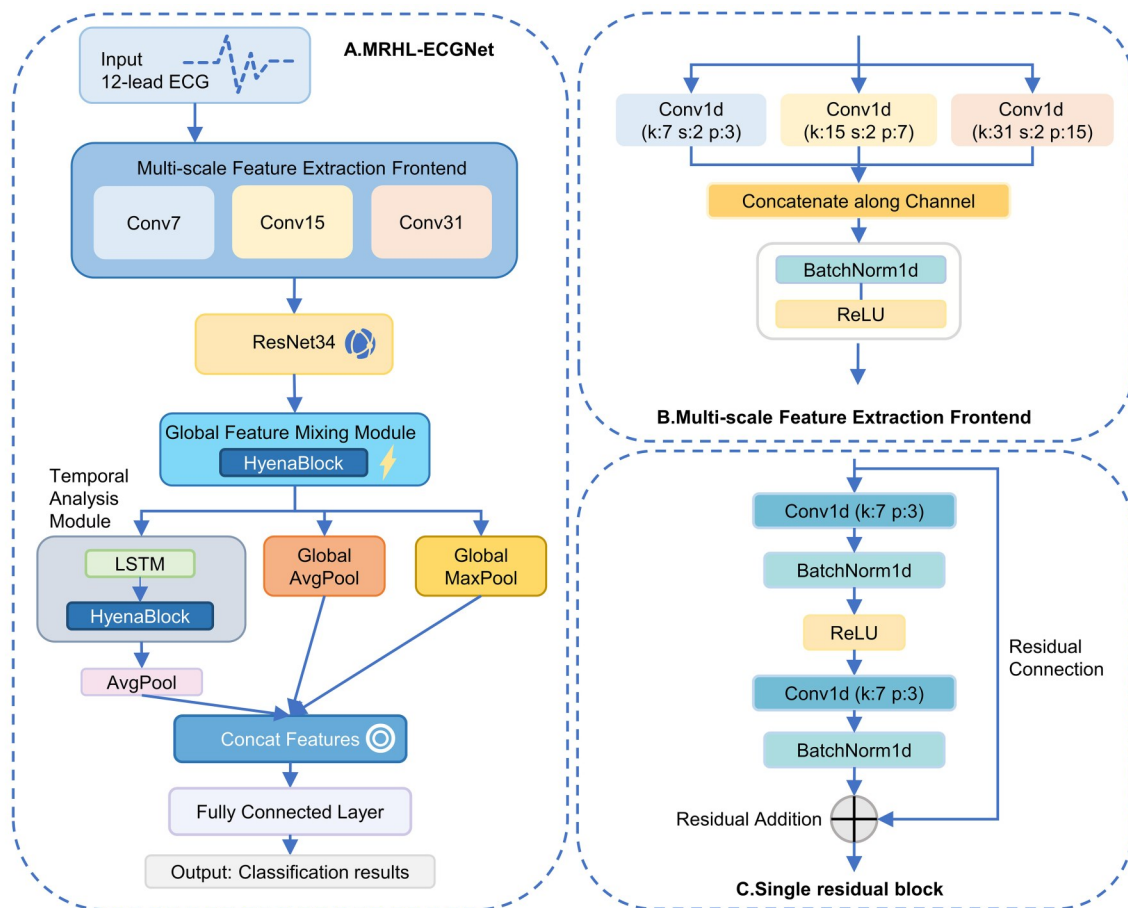 A.MRHL-ECGNet
Input
12-lead ECG
Multi-scale Feature Extraction Frontend
Conv7
Conv15
Conv31
ResNet34
Global Feature Mixing Module
HyenaBlock
Temporal
Analysis
Module
LSTM
HyenaBlock
Global
AvgPool
Global
MaxPool
AvgPool
Concat Features
Fully Connected Layer
Output: Classification results
Conv1d
(k:7 s:2 p:3)
Conv1d
(k:15 s:2 p:7)
Conv1d
(k:31 s:2 p:15)
Concatenate along Channel
BatchNorm1d
ReLU
B.Multi-scale Feature Extraction Frontend
Conv1d (k:7 p:3)
BatchNorm1d
ReLU
Conv1d (k:7 p:3)
BatchNorm1d
Residual
Connection
Residual Addition
C.Single residual block